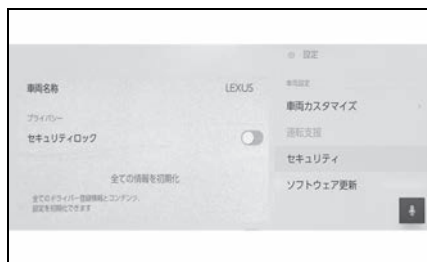 設定
車両名称 LEXUS
プライバシー
セキュリティロック
全ての情報を初期化
全てのドライバー登録情報とコンテンツ、
設定を初期化できます
車両設定
車両カスタマイズ
運転支援
セキュリティ
ソフトウェア更新